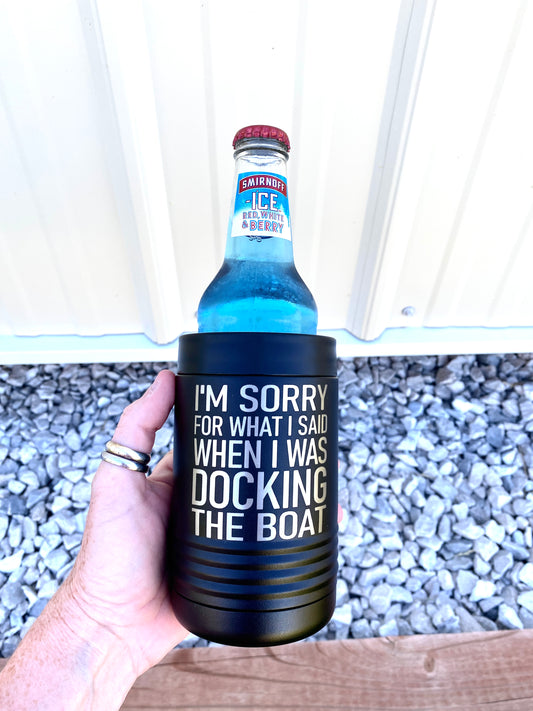 SMIRNOFF
ICE
RED, WHITE
& BERRY
I'M SORRY
FOR WHAT I SAID
WHEN I WAS
DOCKING
THE BOAT